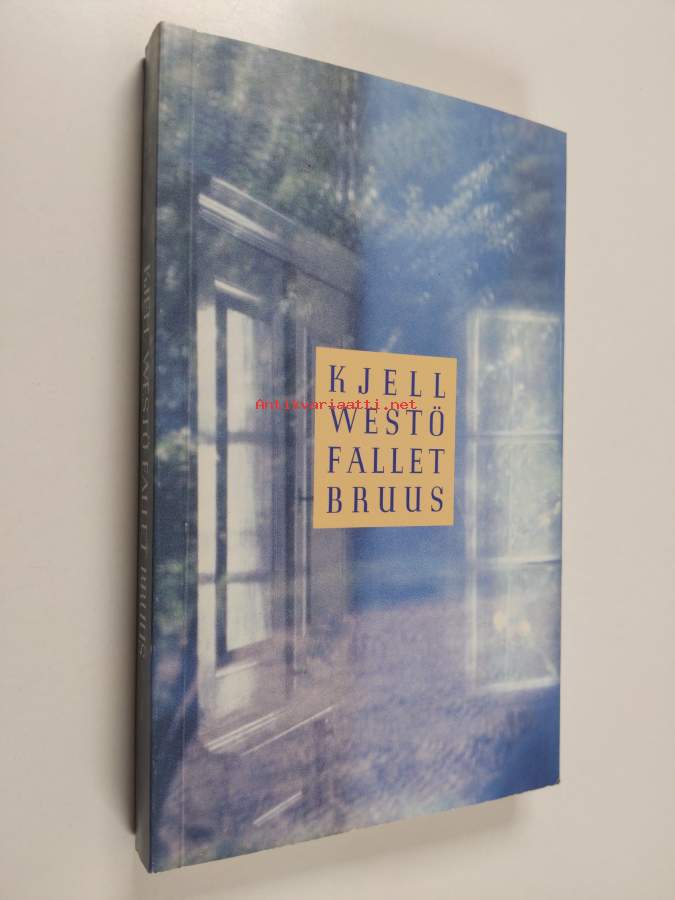 KJELL
WESTÖ
FALLET
BRUUS
Antikvariaatti.net
KJELL WESTÖ FALLET BRUUS